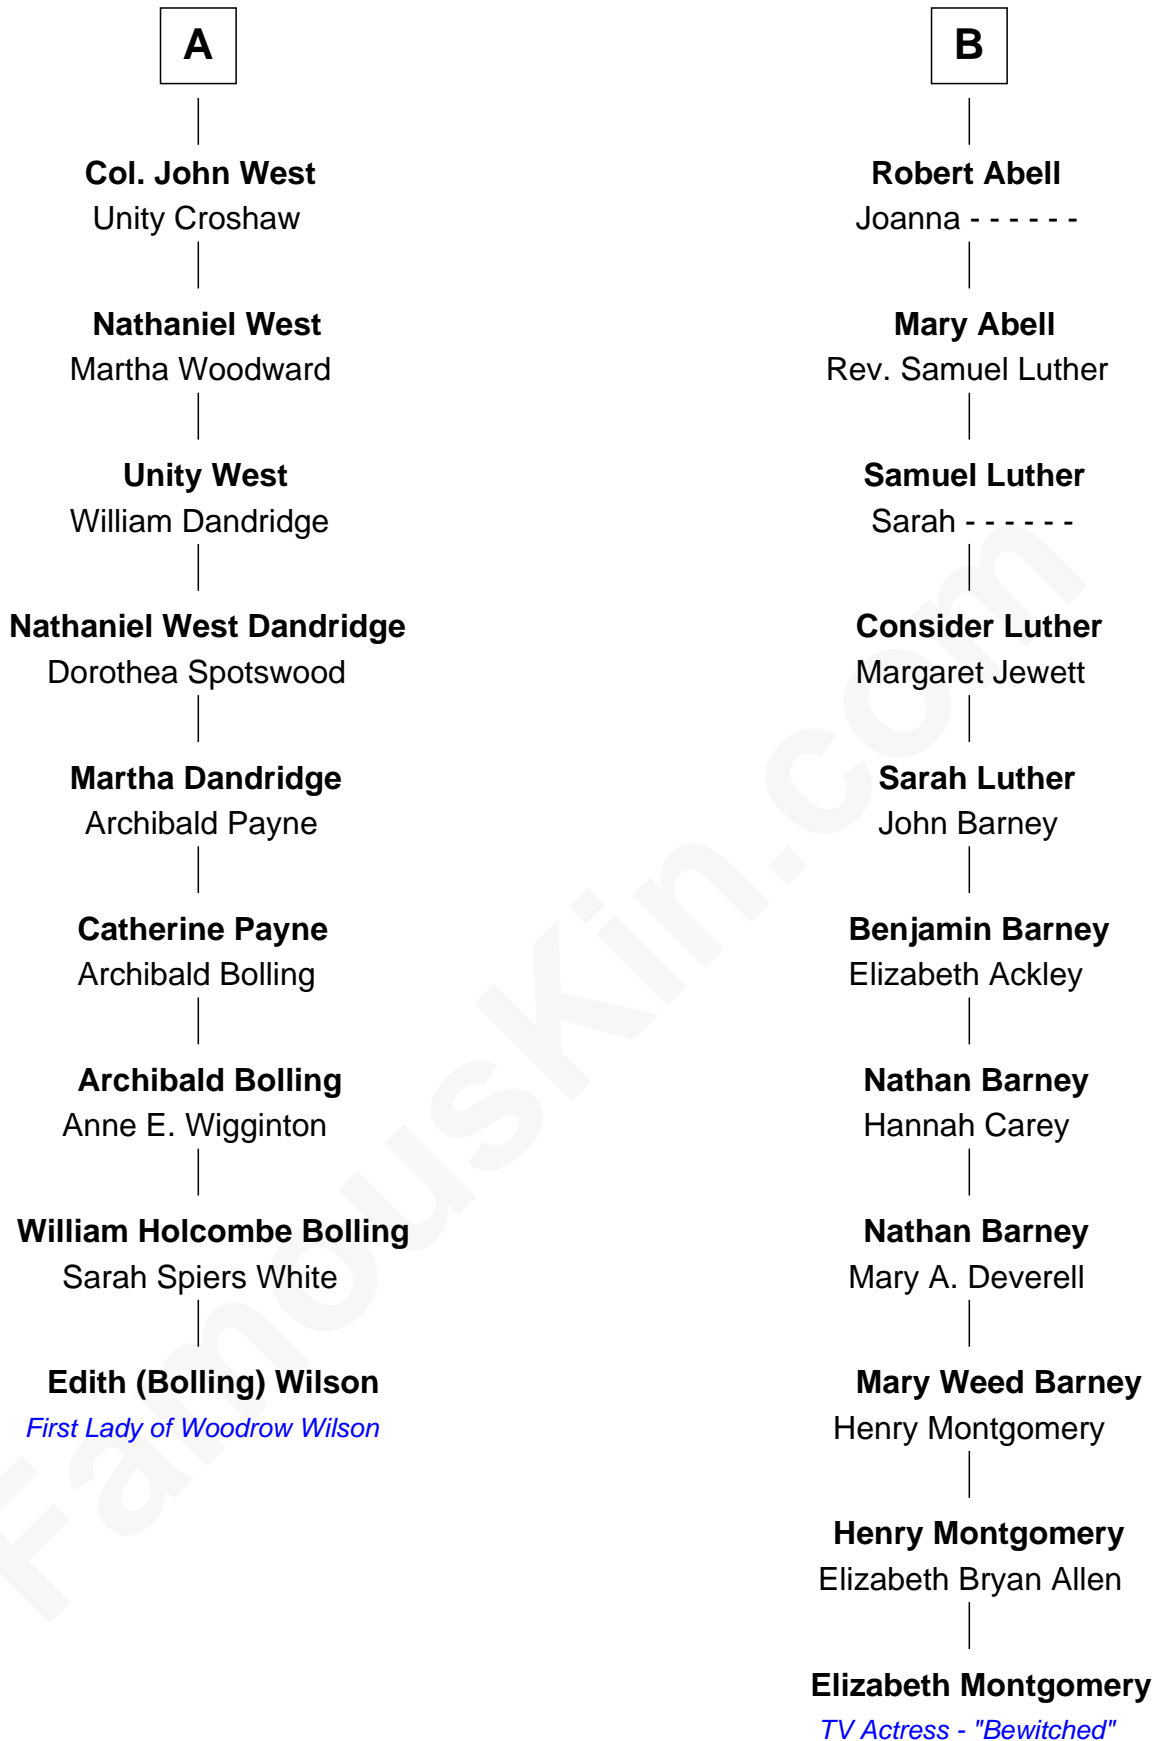 A
Col. John West
Unity Croshaw
Nathaniel West
Martha Woodward
Unity West
William Dandridge
Nathaniel West Dandridge
Dorothea Spotswood
Martha Dandridge
Archibald Payne
Catherine Payne
Archibald Bolling
Archibald Bolling
Anne E. Wigginton
William Holcombe Bolling
Sarah Spiers White
Edith (Bolling) Wilson
First Lady of Woodrow Wilson
B
Robert Abell
Joanna - - - - - -
Mary Abell
Rev. Samuel Luther
Samuel Luther
Sarah - - - - - -
Consider Luther
Margaret Jewett
Sarah Luther
John Barney
Benjamin Barney
Elizabeth Ackley
Nathan Barney
Hannah Carey
Nathan Barney
Mary A. Deverell
Mary Weed Barney
Henry Montgomery
Henry Montgomery
Elizabeth Bryan Allen
Elizabeth Montgomery
TV Actress - "Bewitched"
FamousKin.com